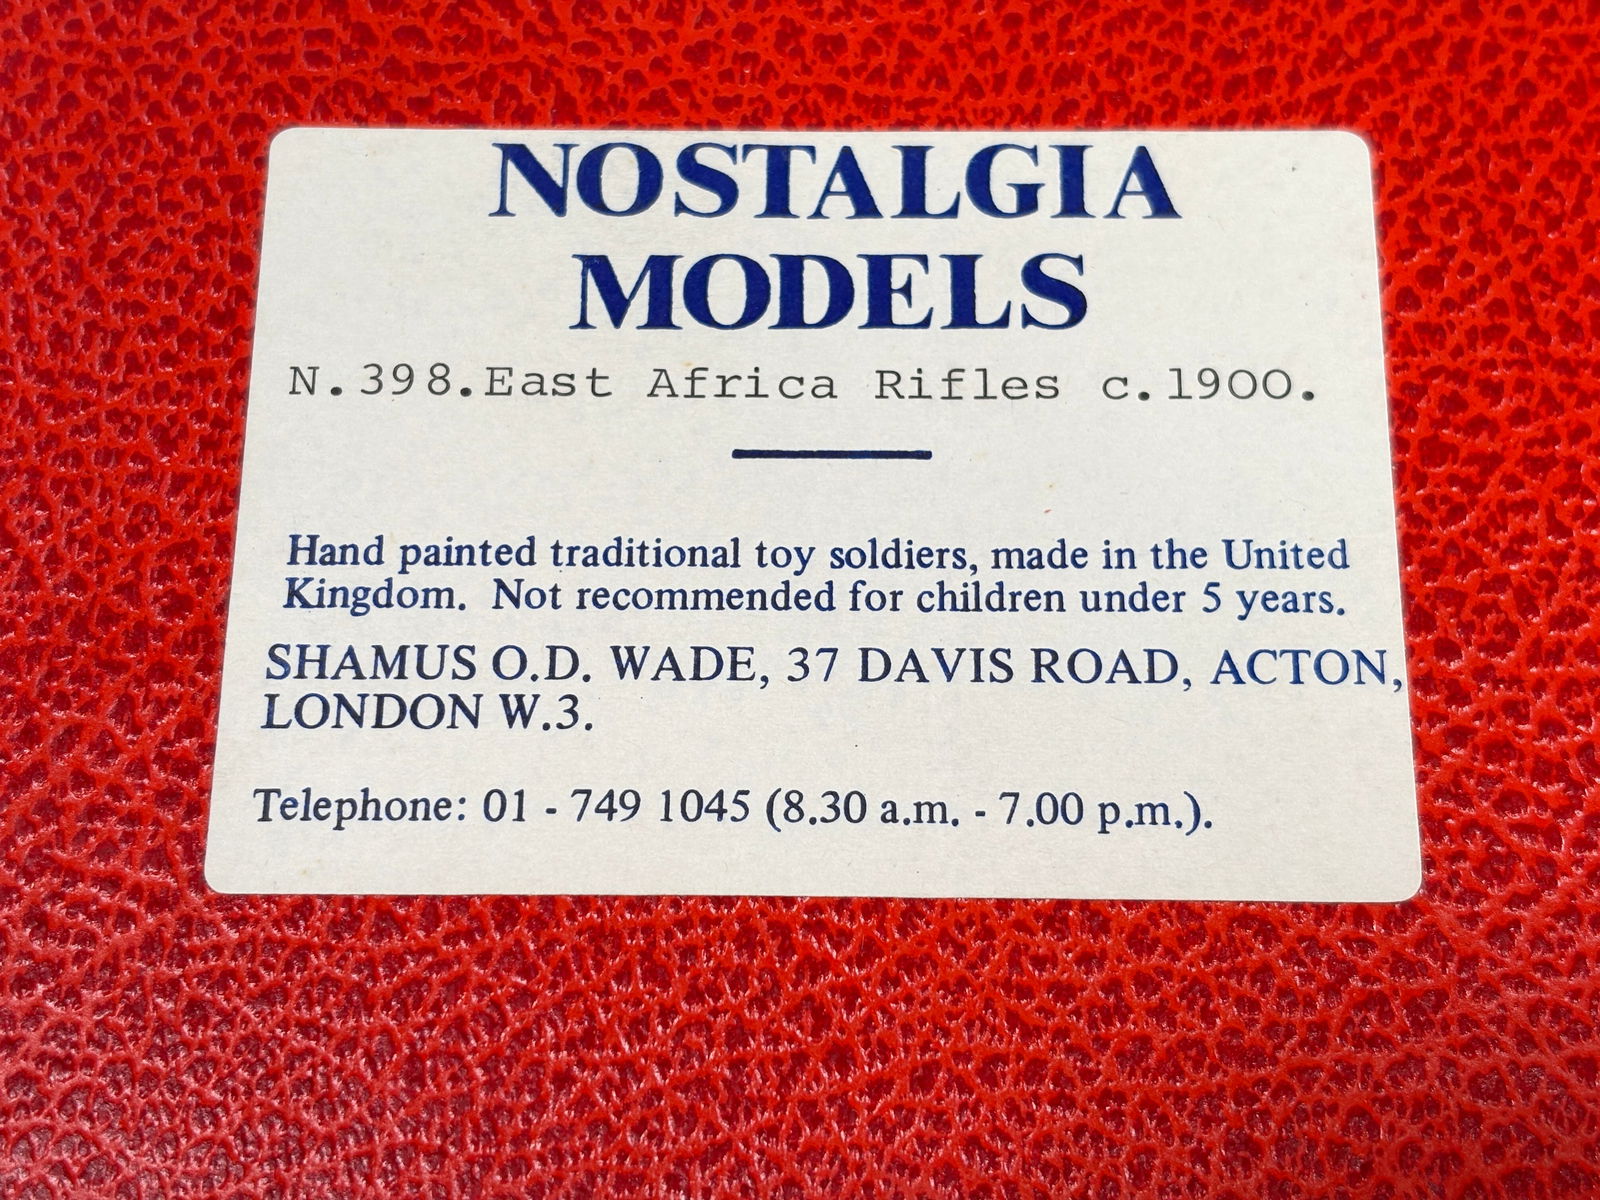 NOSTALGIA
MODELS
N.398.East Africa Rifles c.1900.
Hand painted traditional toy soldiers, made in the United
Kingdom. Not recommended for children under 5 years.
SHAMUS O.D. WADE, 37 DAVIS ROAD, ACTON,
LONDON W.3.
Telephone: 01 - 749 1045 (8.30 a.m. - 7.00 p.m.).